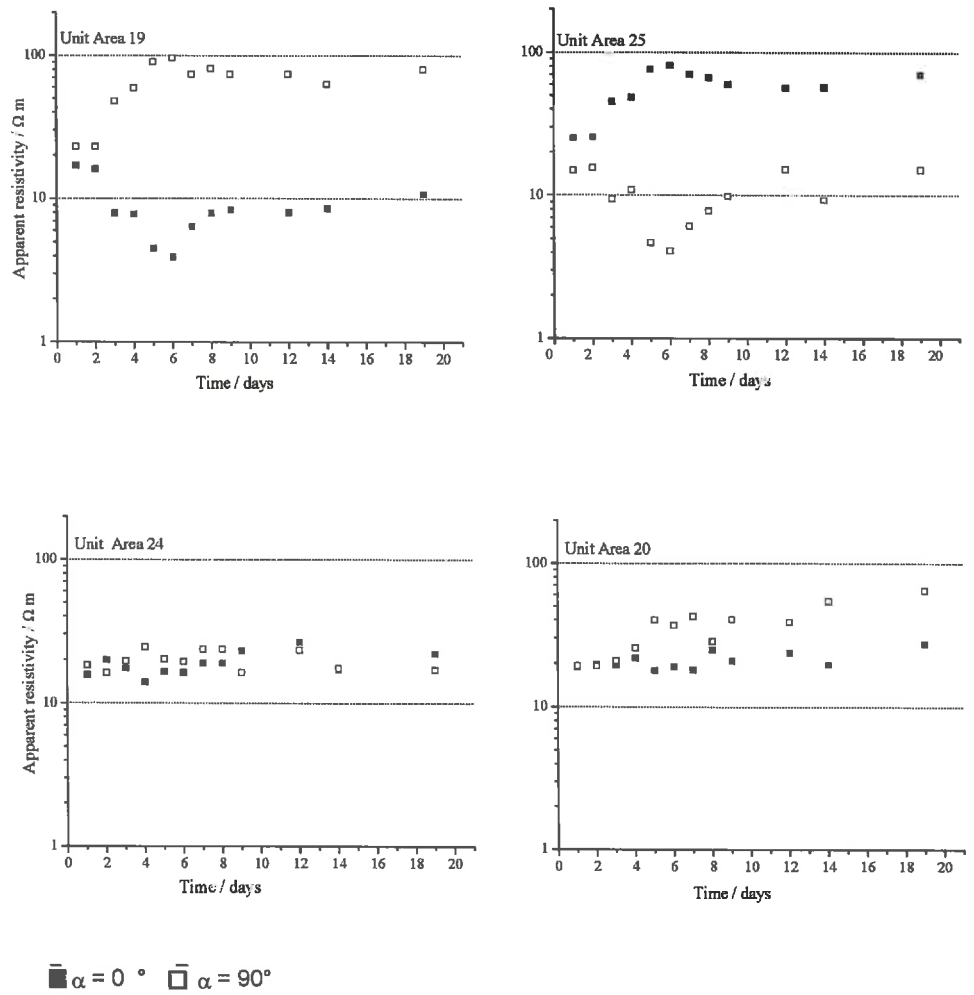 Unit Area 19
100
10
1
Apparent resistivity / Ω m
0 2 4 6 8 10 12 14 16 18 20
Time / days
Unit Area 25
100
10
1
0 2 4 6 8 10 12 14 16 18 20
Time / days
Unit Area 24
100
10
1
Apparent resistivity / Ω m
0 2 4 6 8 10 12 14 16 18 20
Time / days
Unit Area 20
100
10
1
0 2 4 6 8 10 12 14 16 18 20
Time / days
α = 0 ° α = 90°